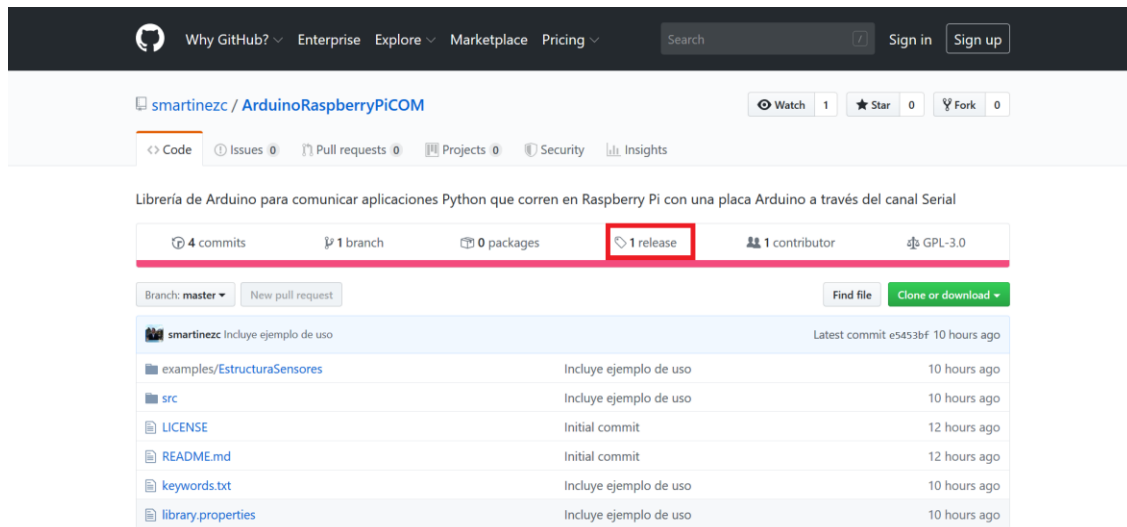 Why GitHub? Enterprise Explore Marketplace Pricing Search / Sign in Sign up
smartinezc / ArduinoRaspberryPiCOM Watch 1 Star 0 Fork 0
Code Issues 0 Pull requests 0 Projects 0 Security Insights
Librería de Arduino para comunicar aplicaciones Python que corren en Raspberry Pi con una placa Arduino a través del canal Serial
4 commits 1 branch 0 packages 1 release 1 contributor GPL-3.0
Branch: master New pull request Find file Clone or download
smartinezc Incluye ejemplo de uso Latest commit e5453bf 10 hours ago
examples/EstructuraSensores Incluye ejemplo de uso 10 hours ago
src Incluye ejemplo de uso 10 hours ago
LICENSE Initial commit 12 hours ago
README.md Initial commit 12 hours ago
keywords.txt Incluye ejemplo de uso 10 hours ago
library.properties Incluye ejemplo de uso 10 hours ago